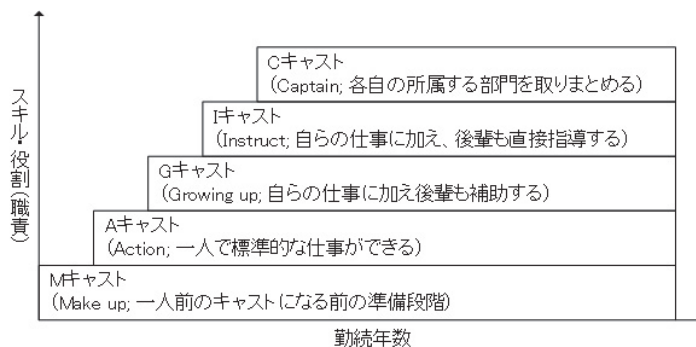 Cキャスト
(Captain; 各自の所属する部門を取りまとめる)
Iキャスト
(Instruct; 自らの仕事に加え、後輩も直接指導する)
Gキャスト
(Growing up; 自らの仕事に加え後輩も補助する)
Aキャスト
(Action; 一人で標準的な仕事ができる)
Mキャスト
(Make up; 一人前のキャストになる前の準備段階)
スキル・役割(職責)
勤続年数